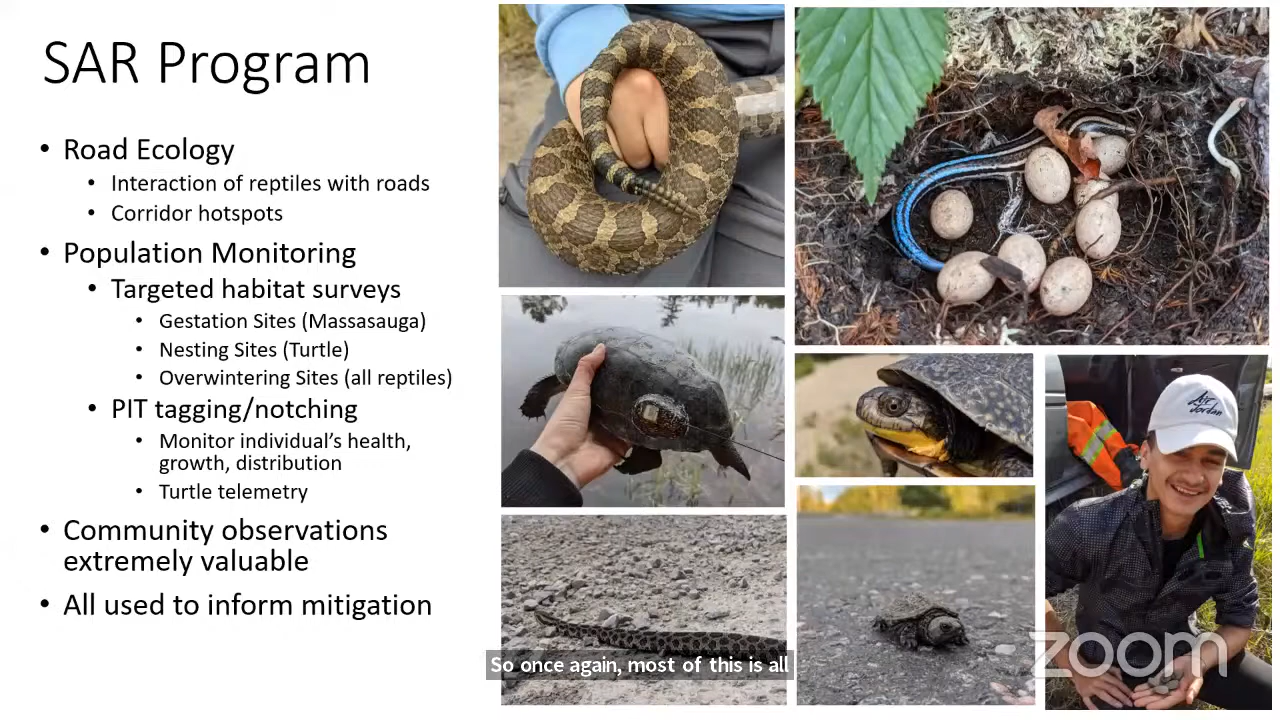 SAR Program
• Road Ecology
• Interaction of reptiles with roads
• Corridor hotspots
• Population Monitoring
• Targeted habitat surveys
• Gestation Sites (Massasauga)
• Nesting Sites (Turtle)
• Overwintering Sites (all reptiles)
• PIT tagging/notching
• Monitor individual's health,
growth, distribution
• Turtle telemetry
• Community observations
extremely valuable
• All used to inform mitigation
Air
Jordan
So once again, most of this is all
zoom